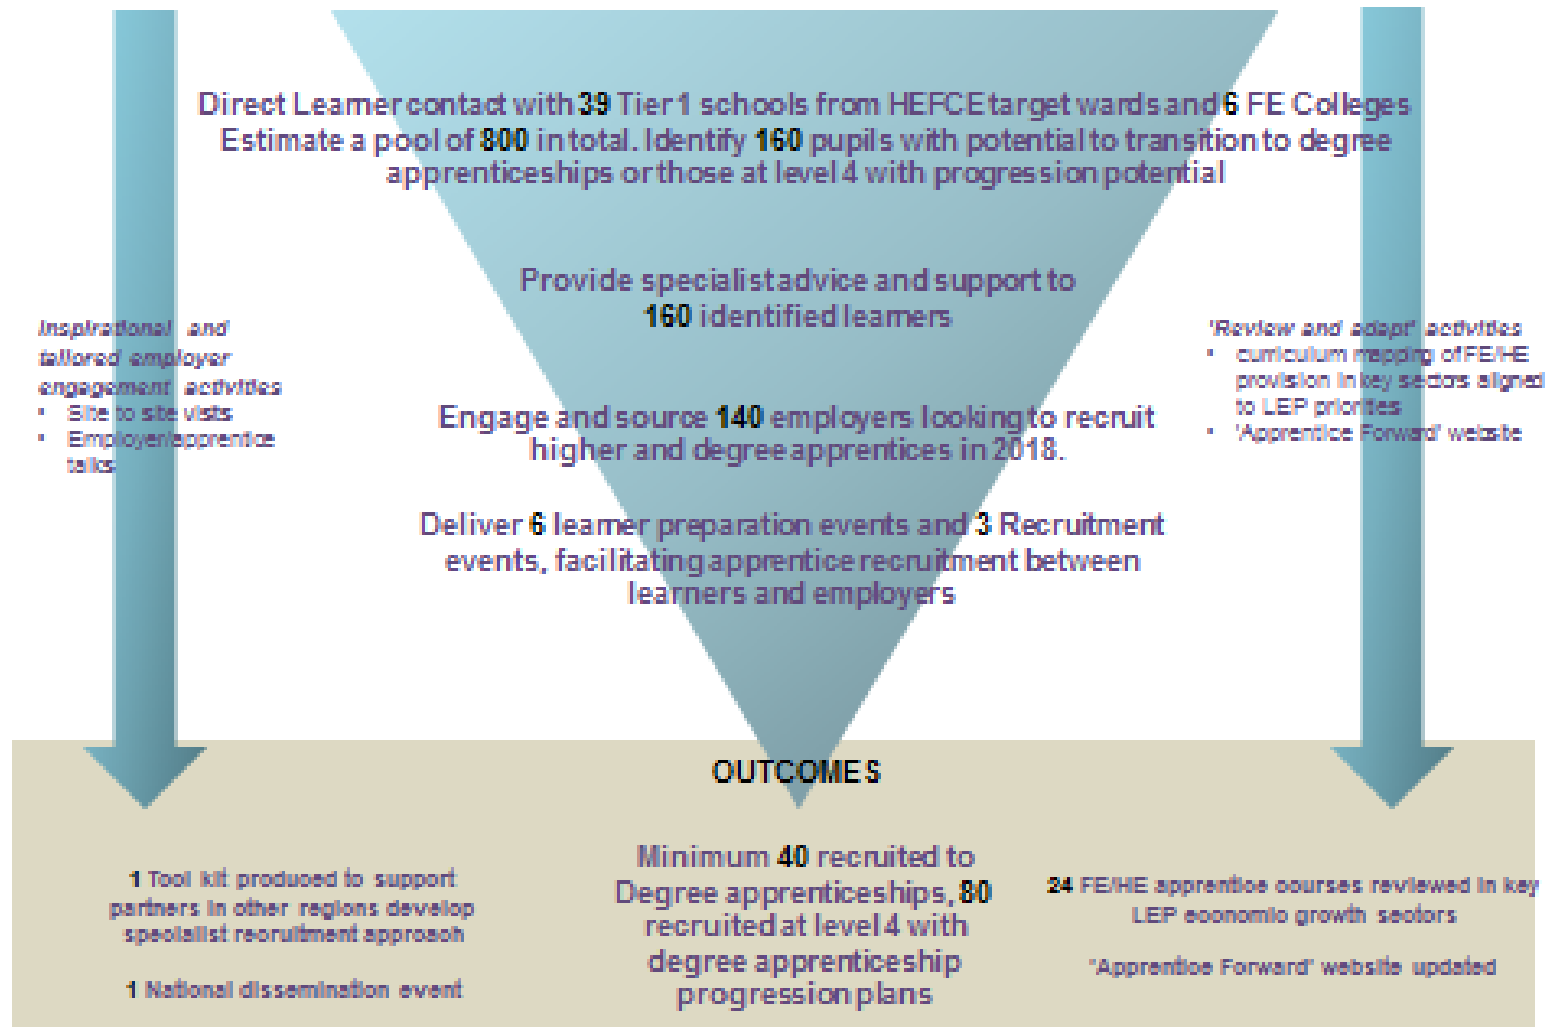 Direct Learner contact with 39 Tier 1 schools from HEFCE target wards and 6 FE Colleges
Estimate a pool of 800 in total. Identify 160 pupils with potential to transition to degree
apprenticeships or those at level 4 with progression potential
Provide specialist advice and support to
160 identified learners
Inspirational and
tailored employer
engagement activities
• Site to site visits
• Employer/apprentice
talks
Engage and source 140 employers looking to recruit
higher and degree apprentices in 2018.
Deliver 6 learner preparation events and 3 Recruitment
events, facilitating apprentice recruitment between
learners and employers
'Review and adapt' activities
• curriculum mapping of FE/HE
provision in key sectors aligned
to LEP priorities
• 'Apprentice Forward' website
OUTCOMES
1 Tool kit produced to support
partners in other regions develop
specialist recruitment approach
1 National dissemination event
Minimum 40 recruited to
Degree apprenticeships, 80
recruited at level 4 with
degree apprenticeship
progression plans
24 FE/HE apprentice courses reviewed in key
LEP economic growth sectors
'Apprentice Forward' website updated